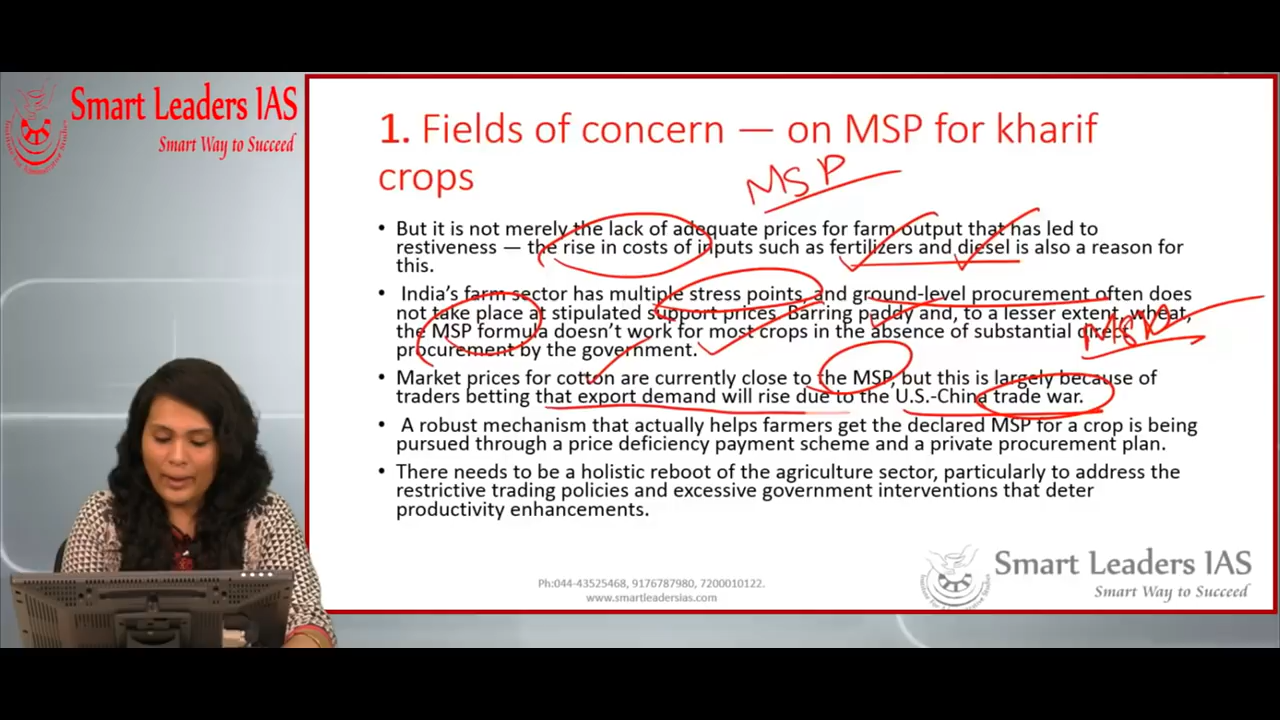 Smart Leaders IAS
Smart Way to Succeed
1. Fields of concern — on MSP for kharif
crops
MSP
• But it is not merely the lack of adequate prices for farm output that has led to
restiveness — the rise in costs of inputs such as fertilizers and diesel is also a reason for
this.
• India's farm sector has multiple stress points, and ground-level procurement often does
not take place at stipulated support prices. Barring paddy and, to a lesser extent, wheat,
the MSP formula doesn't work for most crops in the absence of substantial direct
procurement by the government.
• Market prices for cotton are currently close to the MSP, but this is largely because of
traders betting that export demand will rise due to the U.S.-China trade war.
• A robust mechanism that actually helps farmers get the declared MSP for a crop is being
pursued through a price deficiency payment scheme and a private procurement plan.
• There needs to be a holistic reboot of the agriculture sector, particularly to address the
restrictive trading policies and excessive government interventions that deter
productivity enhancements.
Ph:044-43525468, 9176787980, 7200010122.
www.smartleadersias.com
Smart Leaders IAS
Smart Way to Succeed